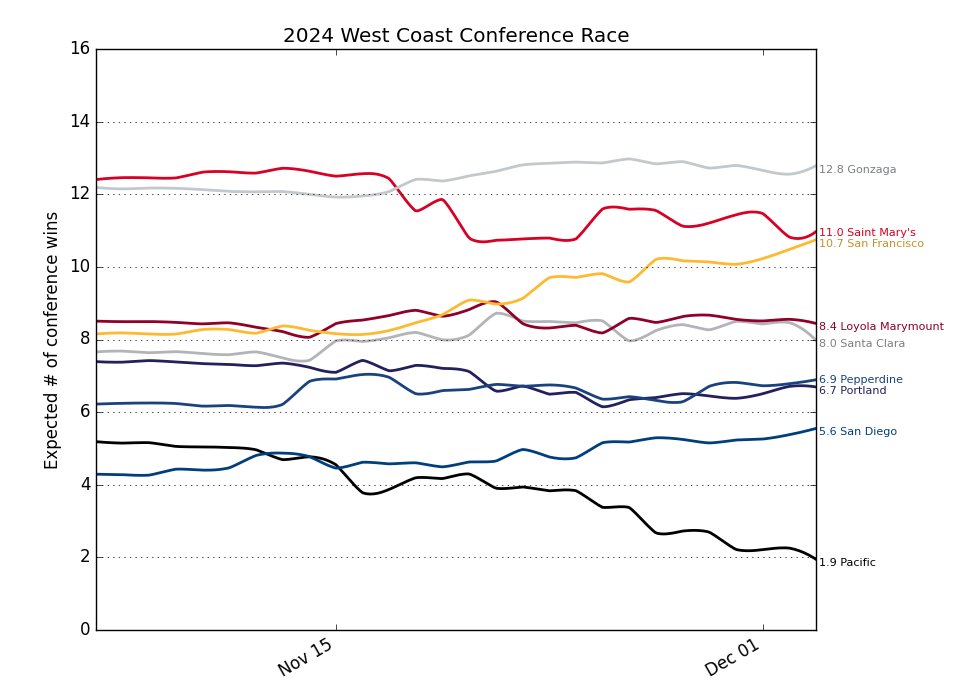 2024 West Coast Conference Race
Expected # of conference wins
16
14
12
10
8
6
4
2
0
Nov 15
Dec 01
12.8 Gonzaga
11.0 Saint Mary's
10.7 San Francisco
8.4 Loyola Marymount
8.0 Santa Clara
6.9 Pepperdine
6.7 Portland
5.6 San Diego
1.9 Pacific